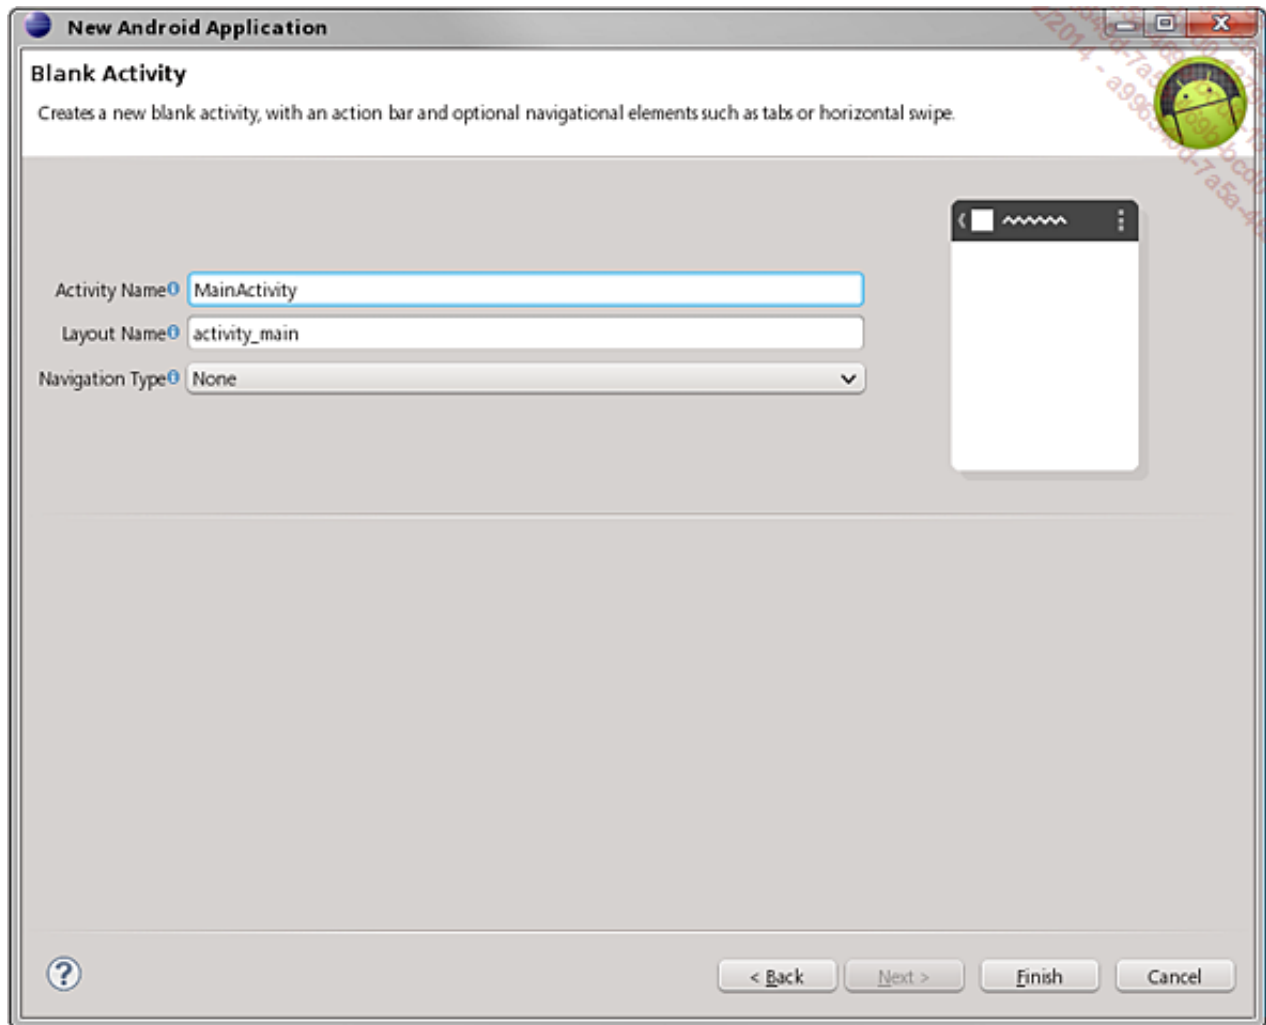 New Android Application
Blank Activity
Creates a new blank activity, with an action bar and optional navigational elements such as tabs or horizontal swipe.
Activity Name MainActivity
Layout Name activity_main
Navigation Type None
? < Back Next > Finish Cancel